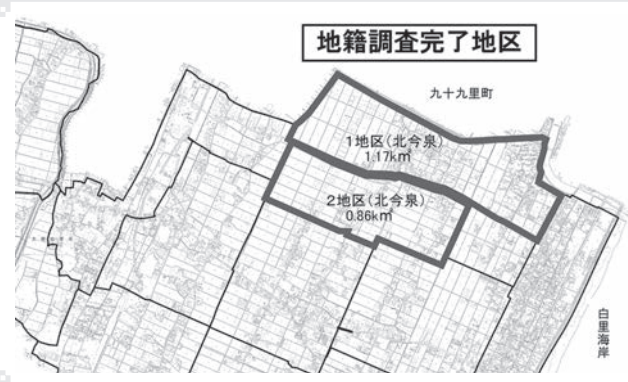 地籍調査完了地区
九十九里町
1地区(北今泉)
1.17k㎡
2地区(北今泉)
0.86k㎡
白里海岸